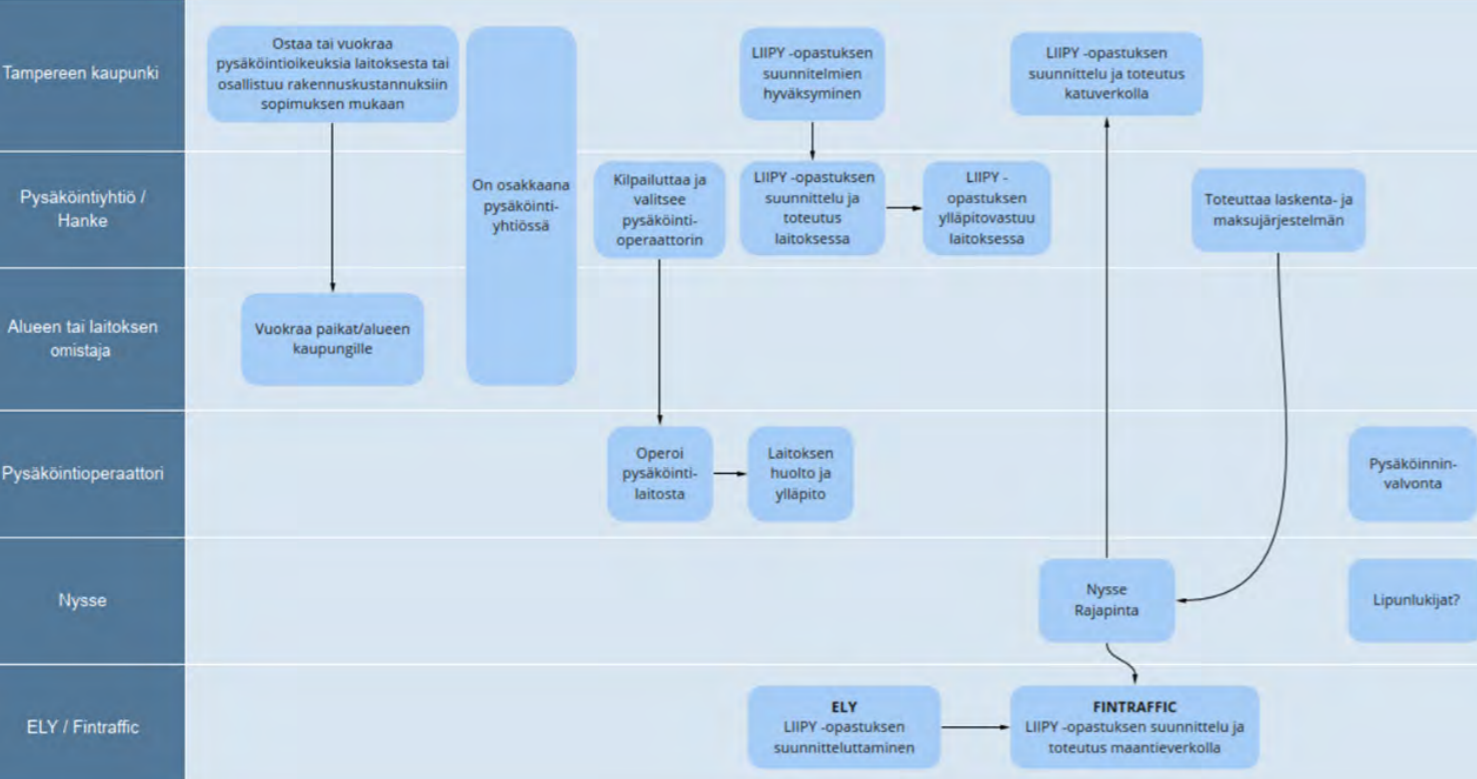 Tampereen kaupunki
Ostaa tai vuokraa
pysäköintioikeuksia laitoksesta tai
osallistuu rakennuskustannuksiin
sopimuksen mukaan
LIIPY -opastuksen
suunnitelmien
hyväksyminen
LIIPY -opastuksen
suunnittelu ja toteutus
katuverkolla
Pysäköintiyhtiö /
Hanke
On osakkaana
pysäköinti-
yhtiössä
Kilpailuttaa ja
valitsee
pysäköinti-
operaattorin
LIIPY -opastuksen
suunnittelu ja
toteutus
laitoksessa
LIIPY -
opastuksen
ylläpitovastuu
laitoksessa
Toteuttaa laskenta- ja
maksujärjestelmän
Alueen tai laitoksen
omistaja
Vuokraa paikat/alueen
kaupungille
Pysäköintioperaattori
Operoi
pysäköinti-
laitosta
Laitoksen
huolto ja
ylläpito
Pysäköinnin-
valvonta
Nysse
Nysse
Rajapinta
Lipunlukijat?
ELY / Fintraffic
ELY
LIIPY -opastuksen
suunnitteluttaminen
FINTRAFFIC
LIIPY -opastuksen suunnittelu ja
toteutus maantieverkolla